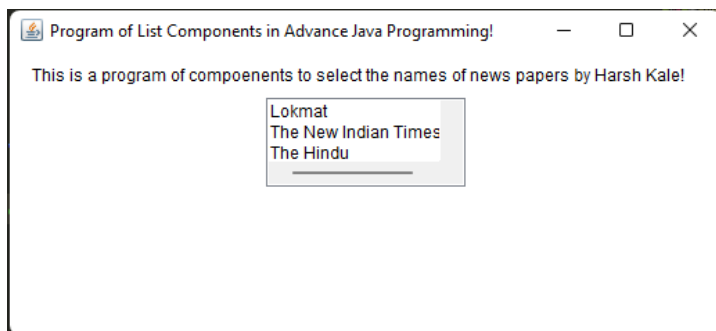 Program of List Components in Advance Java Programming!
This is a program of compoenents to select the names of news papers by Harsh Kale!
Lokmat
The New Indian Times
The Hindu